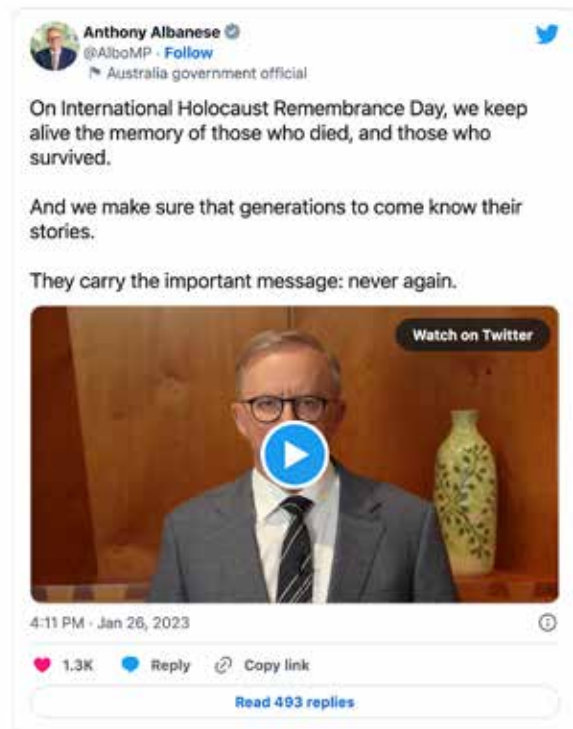 Anthony Albanese
@AlboMP · Follow
Australia government official
On International Holocaust Remembrance Day, we keep
alive the memory of those who died, and those who
survived.
And we make sure that generations to come know their
stories.
They carry the important message: never again.
Watch on Twitter
4:11 PM · Jan 26, 2023
1.3K Reply Copy link
Read 493 replies